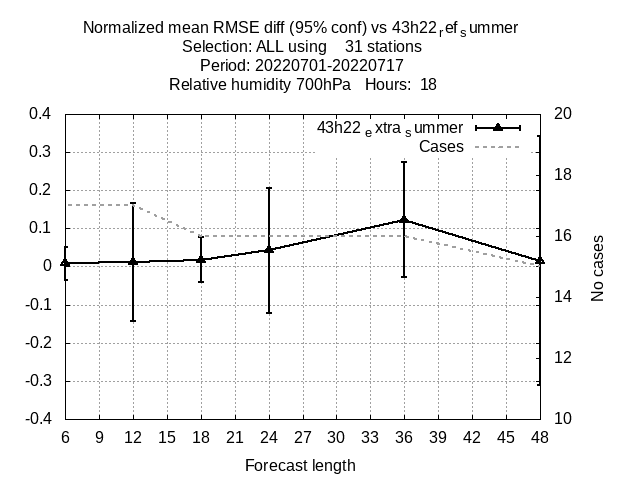 Normalized mean RMSE diff (95% conf) vs 43h22refsummer
Selection: ALL using 31 stations
Period: 20220701-20220717
Relative humidity 700hPa Hours: 18
43h22extrasummer
Cases
0.4
0.3
0.2
0.1
0
-0.1
-0.2
-0.3
-0.4
20
18
16
14
12
10
No cases
6 9 12 15 18 21 24 27 30 33 36 39 42 45 48
Forecast length